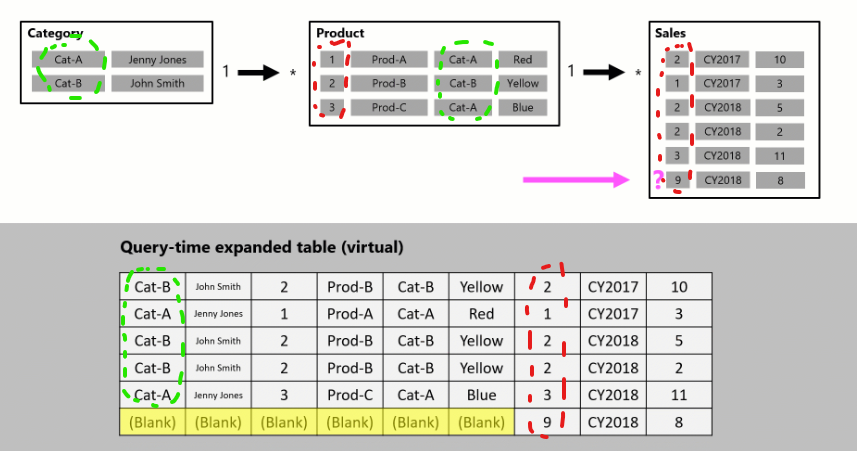 Category
Cat-A Jenny Jones
Cat-B John Smith
1 *
Product
1 Prod-A Cat-A Red
2 Prod-B Cat-B Yellow
3 Prod-C Cat-A Blue
1 *
Sales
2 CY2017 10
1 CY2017 3
2 CY2018 5
2 CY2018 2
3 CY2018 11
? 9 CY2018 8
Query-time expanded table (virtual)
Cat-B John Smith 2 Prod-B Cat-B Yellow 2 CY2017 10
Cat-A Jenny Jones 1 Prod-A Cat-A Red 1 CY2017 3
Cat-B John Smith 2 Prod-B Cat-B Yellow 2 CY2018 5
Cat-B John Smith 2 Prod-B Cat-B Yellow 2 CY2018 2
Cat-A Jenny Jones 3 Prod-C Cat-A Blue 3 CY2018 11
(Blank) (Blank) (Blank) (Blank) (Blank) (Blank) 9 CY2018 8